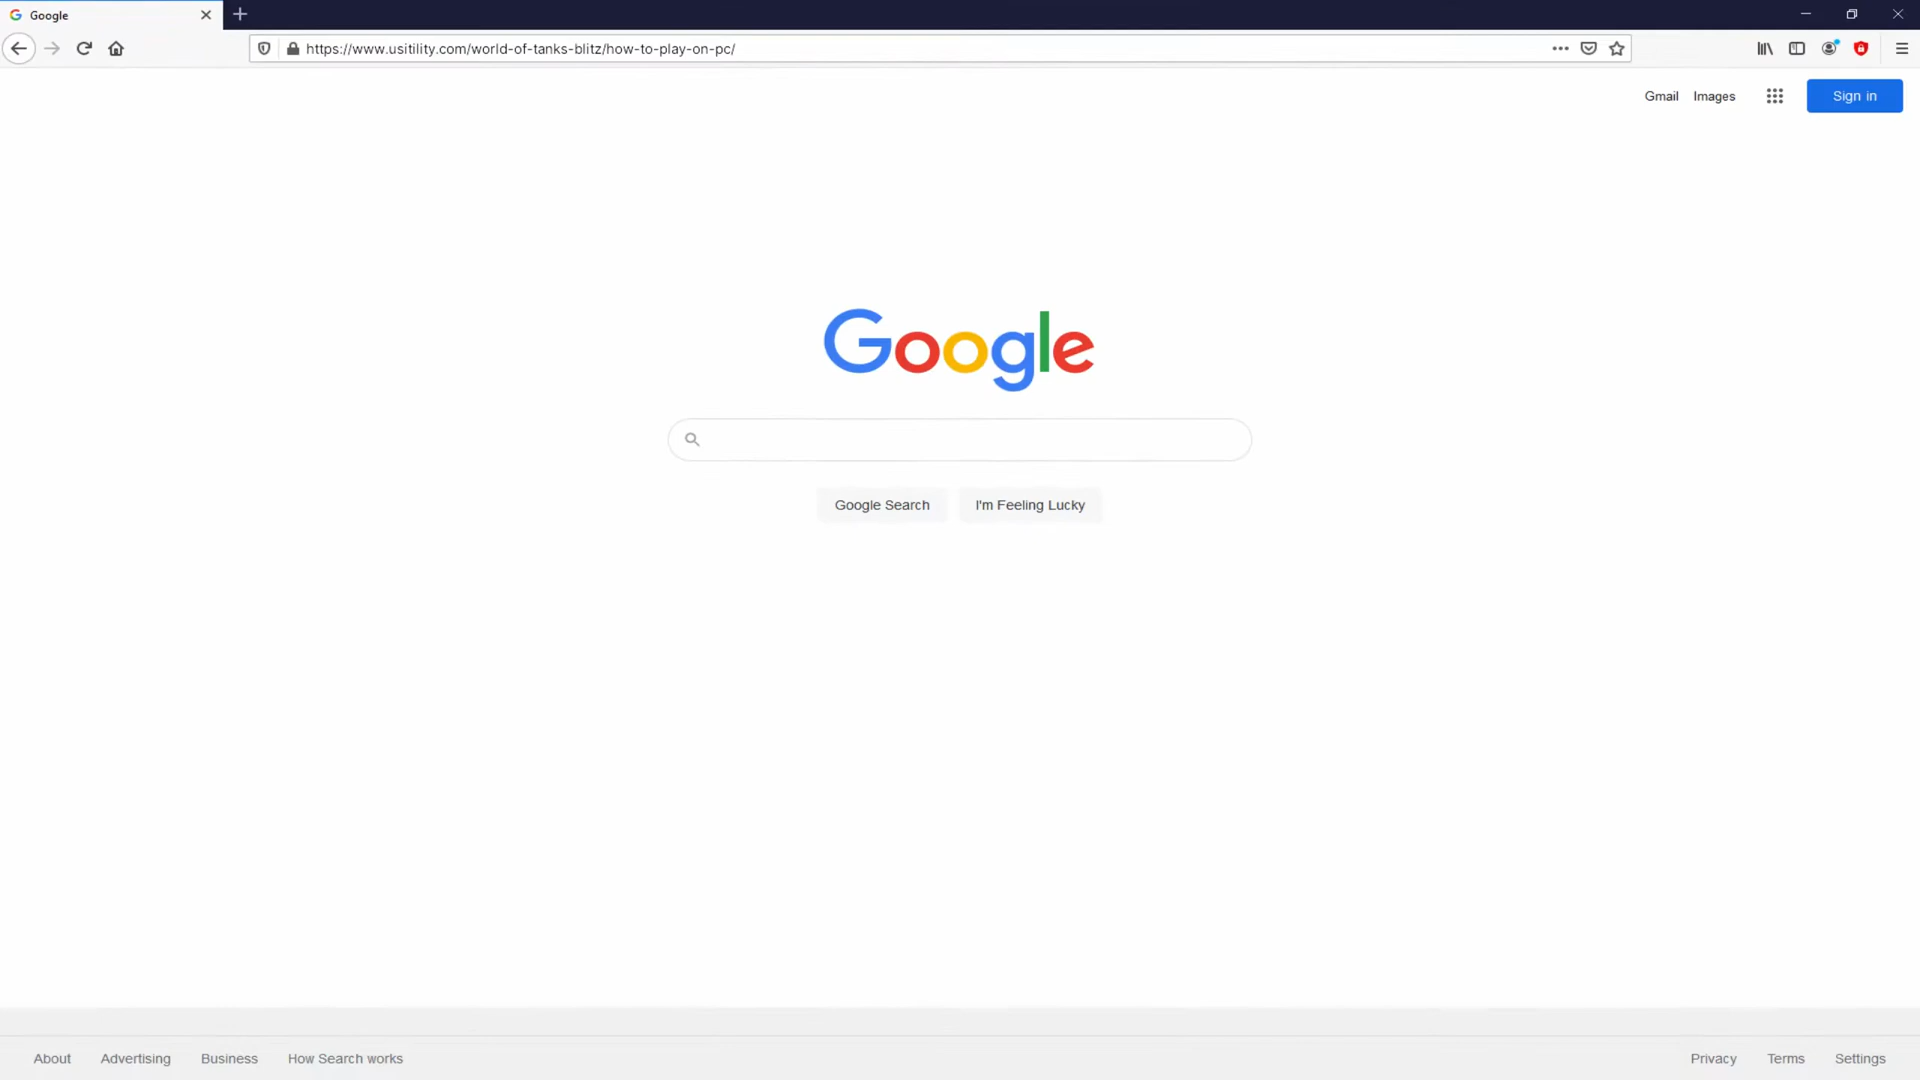 Google
https://www.usitility.com/world-of-tanks-blitz/how-to-play-on-pc/
Gmail Images Sign in
Google
Google Search I'm Feeling Lucky
About Advertising Business How Search works Privacy Terms Settings